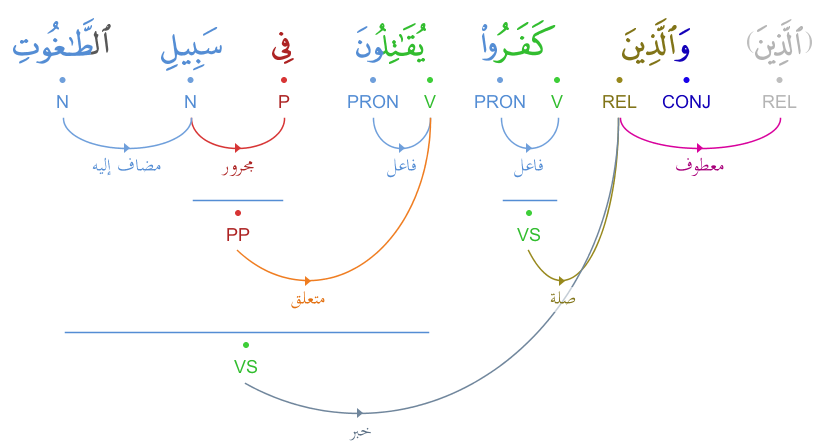 (ٱلَّذِينَ) وَٱلَّذِينَ كَفَرُوا۟ يُقَـٰتِلُونَ فِى سَبِيلِ ٱلطَّـٰغُوتِ
REL CONJ REL V PRON V PRON P N N
معطوف فاعل فاعل مجرور مضاف إليه
VS PP
صلة متعلق
VS
خبر